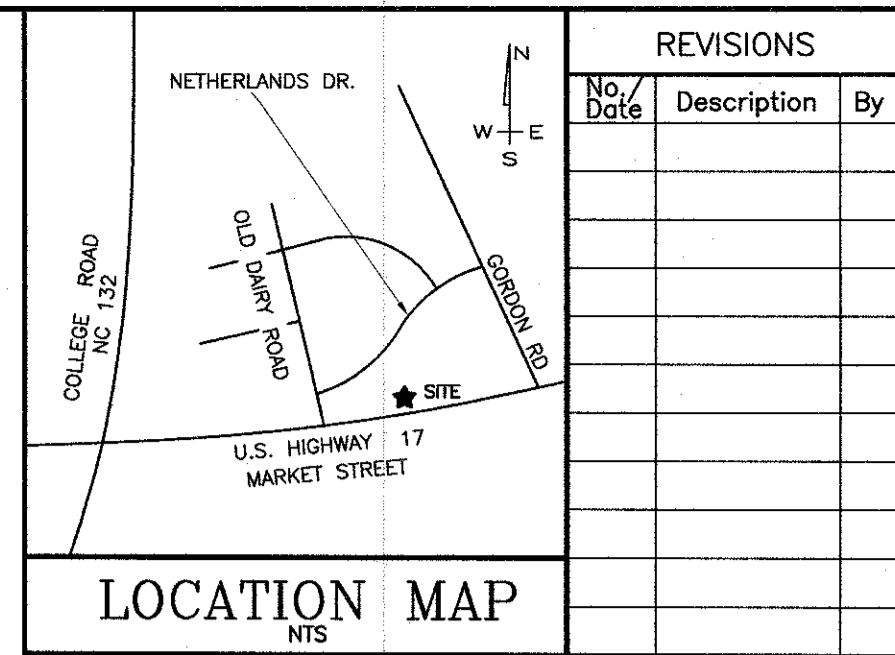 NETHERLANDS DR.
N
W E
S
COLLEGE ROAD
NC 132
OLD DAIRY ROAD
GORDON RD
SITE
U.S. HIGHWAY 17
MARKET STREET
LOCATION MAP
NTS
REVISIONS
No./
Date
Description
By